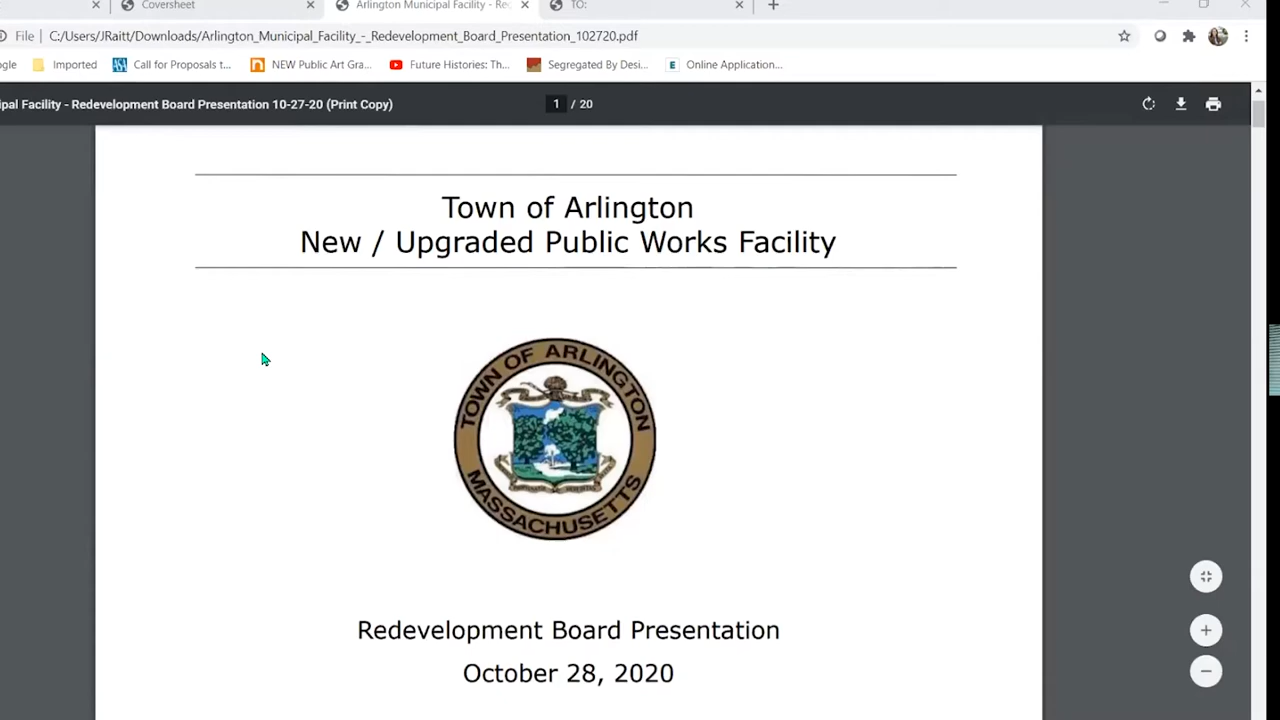 Coversheet
Arlington Municipal Facility - Re
TO:
File
C:/Users/JRaitt/Downloads/Arlington_Municipal_Facility_-_Redevelopment_Board_Presentation_102720.pdf
gle
Imported
Call for Proposals t...
NEW Public Art Gra...
Future Histories: Th...
Segregated By Desi...
Online Application...
pal Facility - Redevelopment Board Presentation 10-27-20 (Print Copy)
1 / 20
Town of Arlington
New / Upgraded Public Works Facility
TOWN OF ARLINGTON
MASSACHUSETTS
Redevelopment Board Presentation
October 28, 2020